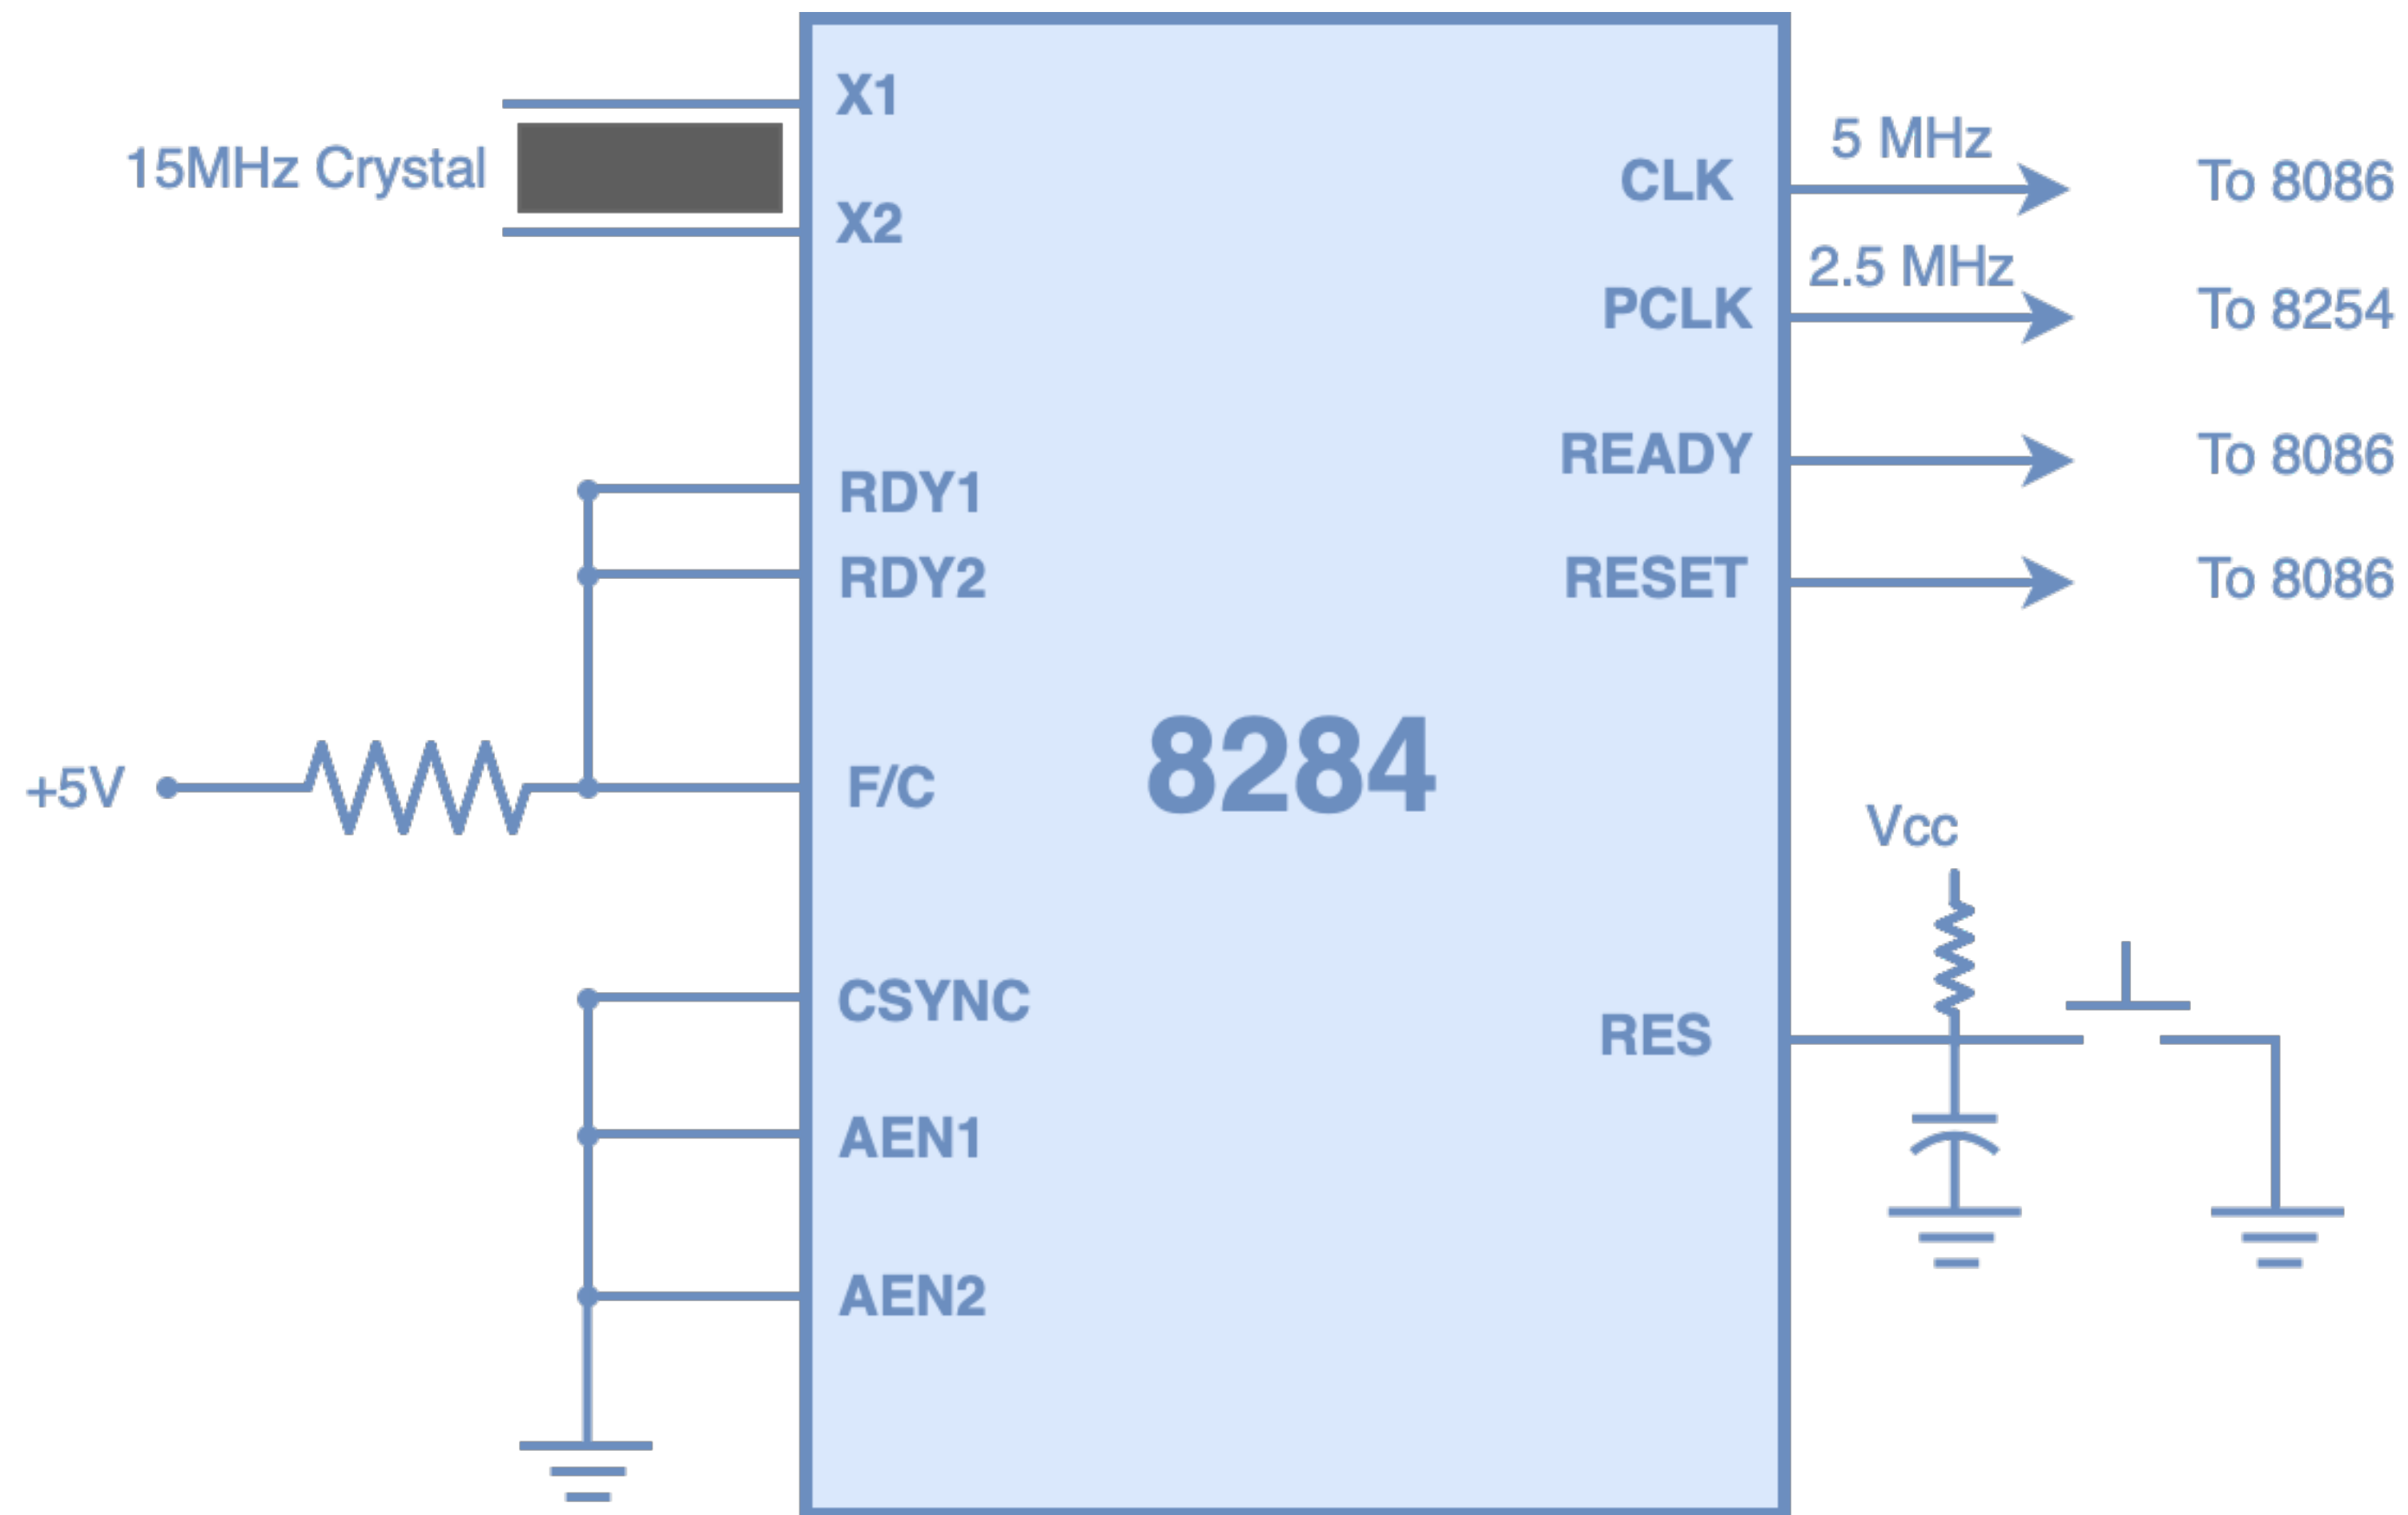 X1
15MHz Crystal
X2
CLK
5 MHz
To 8086
PCLK
2.5 MHz
To 8254
RDY1
READY
To 8086
RDY2
RESET
To 8086
+5V
F/C
8284
Vcc
CSYNC
RES
AEN1
AEN2